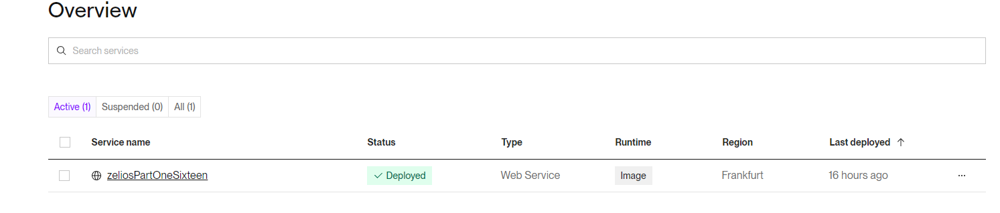 Overview
Search services
Active (1) Suspended (0) All (1)
Service name Status Type Runtime Region Last deployed ↑
zeliosPartOneSixteen Deployed Web Service Image Frankfurt 16 hours ago ...